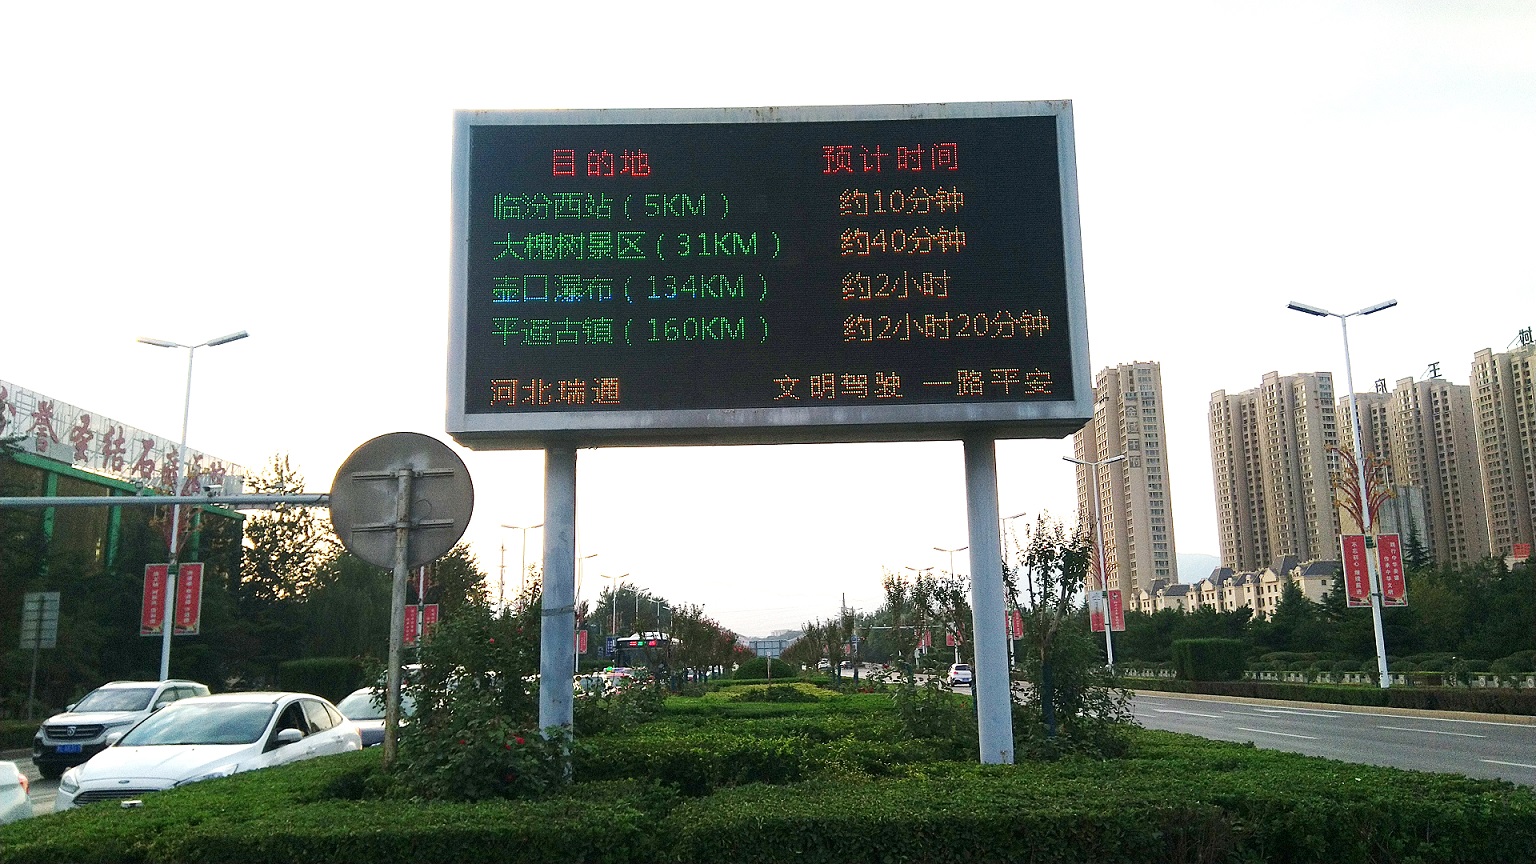 目的地 预计时间
临汾西站（5KM） 约10分钟
大槐树景区（31KM） 约40分钟
壶口瀑布（134KM） 约2小时
平遥古镇（160KM） 约2小时20分钟
河北瑞通 文明驾驶 一路平安